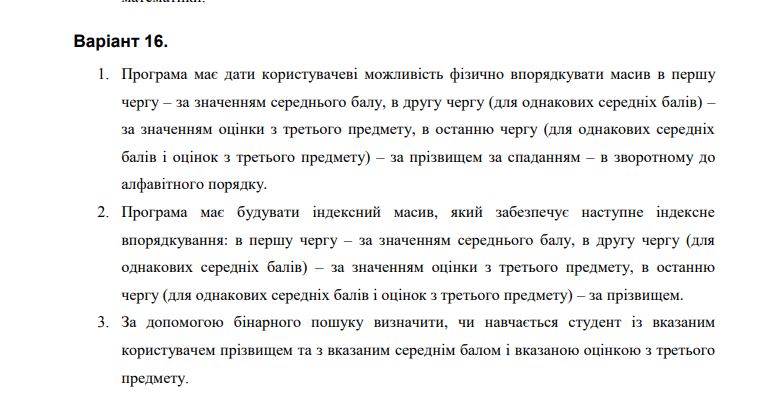 математики.
Варіант 16.
1. Програма має дати користувачеві можливість фізично впорядкувати масив в першу
чергу – за значенням середнього балу, в другу чергу (для однакових середніх балів) –
за значенням оцінки з третього предмету, в останню чергу (для однакових середніх
балів і оцінок з третього предмету) – за прізвищем за спаданням – в зворотному до
алфавітного порядку.
2. Програма має будувати індексний масив, який забезпечує наступне індексне
впорядкування: в першу чергу – за значенням середнього балу, в другу чергу (для
однакових середніх балів) – за значенням оцінки з третього предмету, в останню
чергу (для однакових середніх балів і оцінок з третього предмету) – за прізвищем.
3. За допомогою бінарного пошуку визначити, чи навчається студент із вказаним
користувачем прізвищем та з вказаним середнім балом і вказаною оцінкою з третього
предмету.